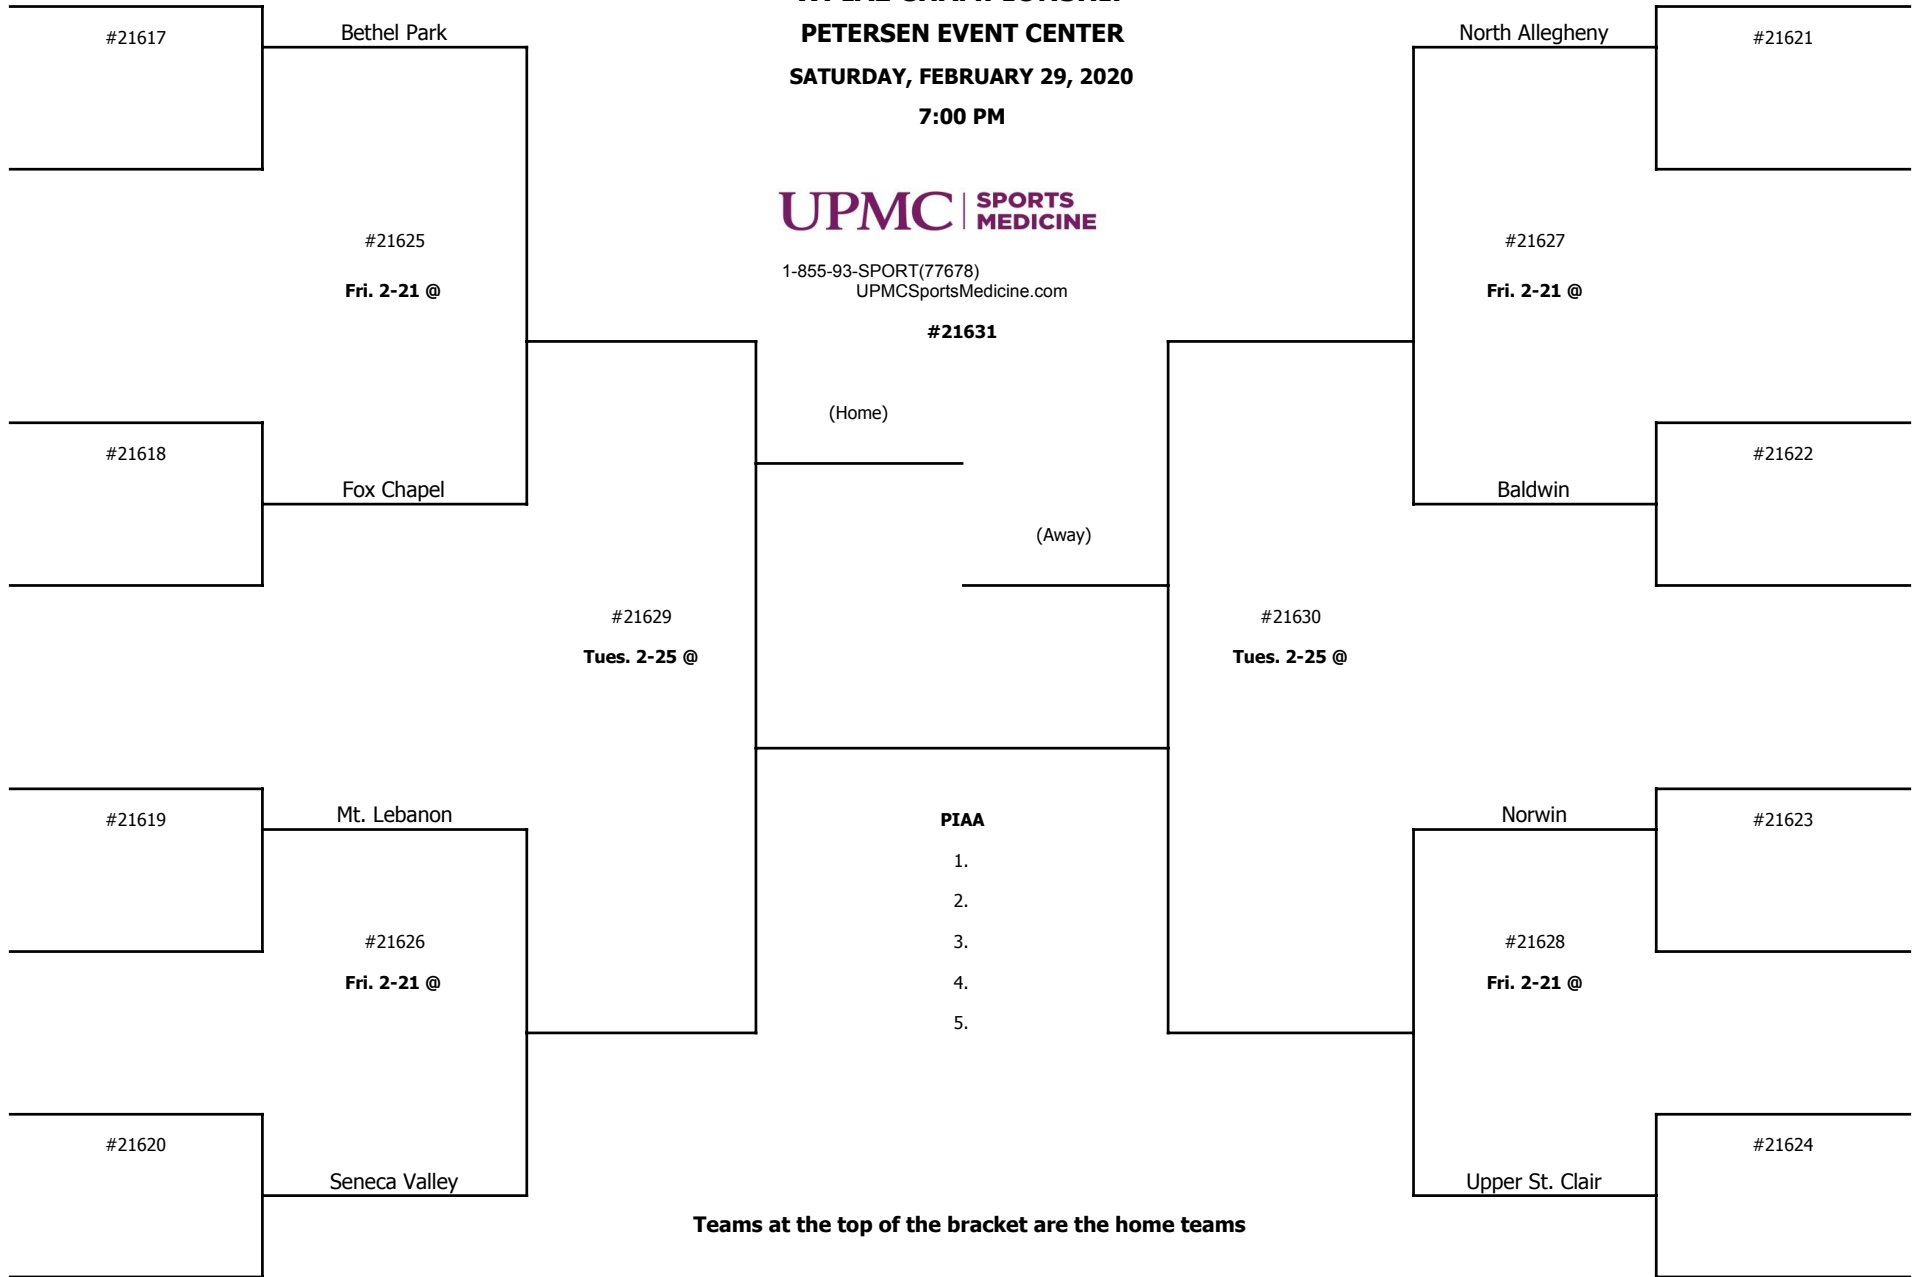 PETERSEN EVENT CENTER
SATURDAY, FEBRUARY 29, 2020
7:00 PM
#21617
Bethel Park
North Allegheny
#21621
UPMC | SPORTS MEDICINE
#21625
#21627
1-855-93-SPORT(77678)
UPMCSportsMedicine.com
Fri. 2-21 @
Fri. 2-21 @
#21631
(Home)
#21618
#21622
Fox Chapel
Baldwin
(Away)
#21629
#21630
Tues. 2-25 @
Tues. 2-25 @
#21619
Mt. Lebanon
PIAA
Norwin
#21623
1.
2.
#21626
3.
#21628
Fri. 2-21 @
4.
Fri. 2-21 @
5.
#21620
#21624
Seneca Valley
Upper St. Clair
Teams at the top of the bracket are the home teams